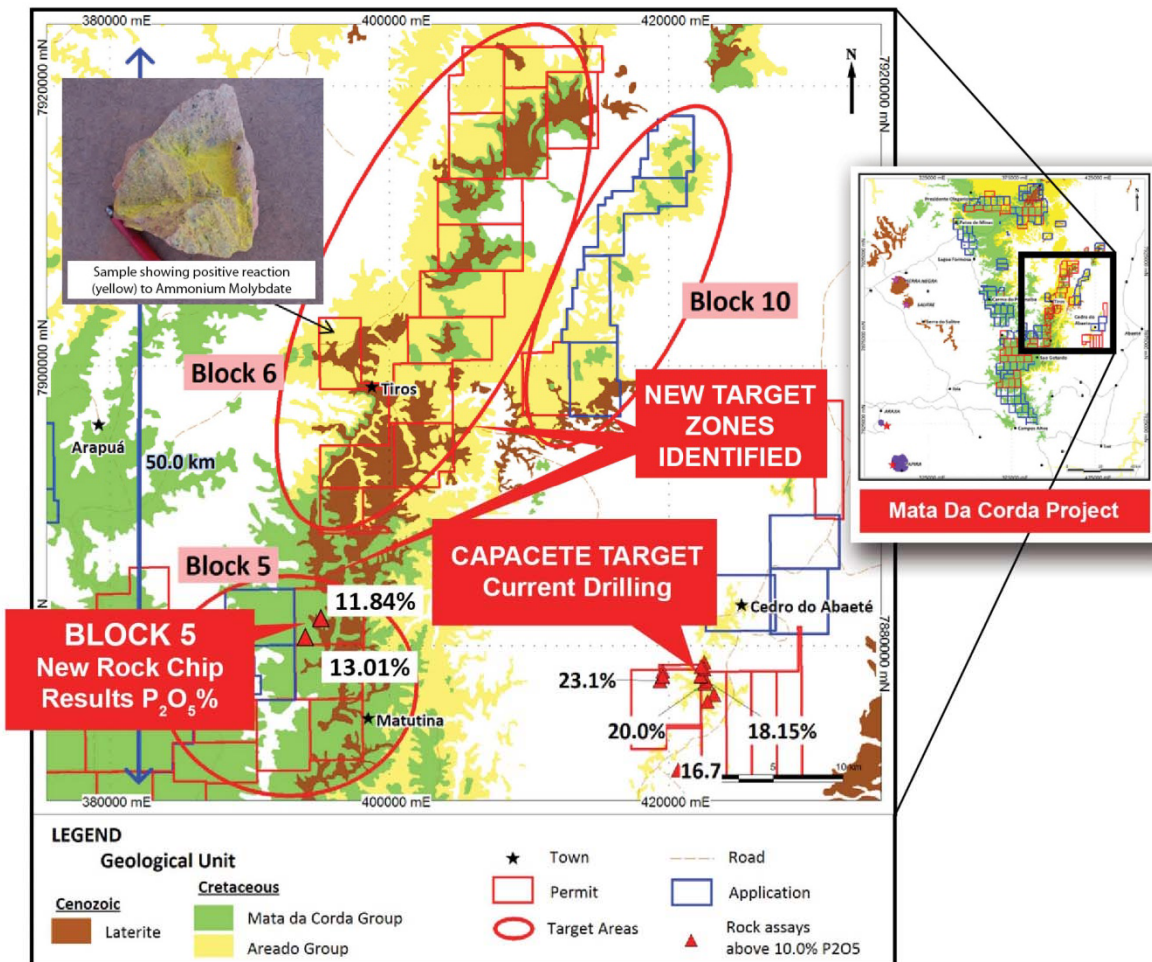 380000 mE
400000 mE
420000 mE
7920000 mN
7920000 mN
N
Sample showing positive reaction
(yellow) to Ammonium Molybdate
Block 10
Block 6
7900000 mN
7900000 mN
Tiros
NEW TARGET
ZONES
IDENTIFIED
Arapuá
50.0 km
Mata Da Corda Project
CAPACETE TARGET
Current Drilling
Block 5
11.84%
Cedro do Abaeté
BLOCK 5
New Rock Chip
Results P₂O₅%
13.01%
7880000 mN
23.1%
20.0%
18.15%
Matutina
16.7
5
10 km
380000 mE
400000 mE
420000 mE
LEGEND
Geological Unit
Cenozoic
Laterite
Cretaceous
Mata da Corda Group
Areado Group
Town
Permit
Target Areas
Road
Application
Rock assays
above 10.0% P2O5